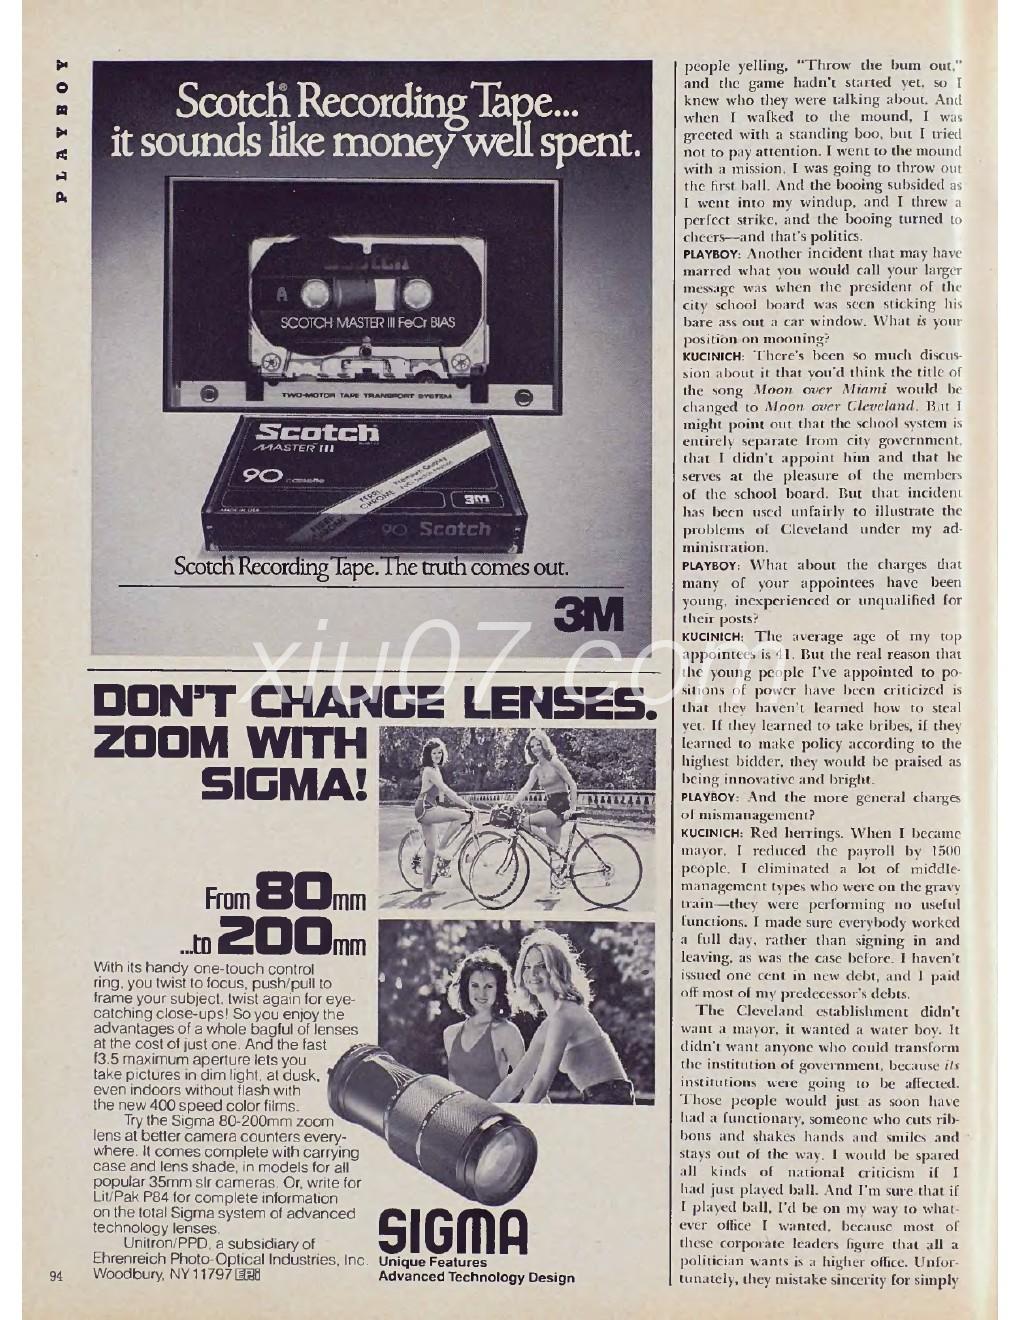 PLAYBOY
Scotch® Recording Tape...
it sounds like money well spent.
A
SCOTCH MASTER III FeCr BIAS
TWO-MOTOR TAPE TRANSPORT SYSTEM
Scotch
MASTER III
90 cassette
FERRI-
CHROME
3m
MADE IN USA
90 Scotch
Scotch® Recording Tape. The truth comes out.
3M
xiu07.com
DON'T CHANGE LENSES.
ZOOM WITH
SIGMA!
From 80mm
...to 200mm
With its handy one-touch control
ring, you twist to focus, push/pull to
frame your subject, twist again for eye-
catching close-ups! So you enjoy the
advantages of a whole bagful of lenses
at the cost of just one. And the fast
f3.5 maximum aperture lets you
take pictures in dim light, at dusk,
even indoors without flash with
the new 400 speed color films.
Try the Sigma 80-200mm zoom
lens at better camera counters every-
where. It comes complete with carrying
case and lens shade, in models for all
popular 35mm slr cameras. Or, write for
Lit/Pak P84 for complete information
on the total Sigma system of advanced
technology lenses.
Unitron/PPD, a subsidiary of
Ehrenreich Photo-Optical Industries, Inc.
Woodbury, NY 11797 EPOI
SIGMA
Unique Features
Advanced Technology Design
94
people yelling, "Throw the bum out,"
and the game hadn't started yet, so I
knew who they were talking about. And
when I walked to the mound, I was
greeted with a standing boo, but I tried
not to pay attention. I went to the mound
with a mission. I was going to throw out
the first ball. And the booing subsided as
I went into my windup, and I threw a
perfect strike, and the booing turned to
cheers—and that's politics.
PLAYBOY: Another incident that may have
marred what you would call your larger
message was when the president of the
city school board was seen sticking his
bare ass out a car window. What is your
position on mooning?
KUCINICH: There's been so much discus-
sion about it that you'd think the title of
the song Moon over Miami would be
changed to Moon over Cleveland. But I
might point out that the school system is
entirely separate from city government,
that I didn't appoint him and that he
serves at the pleasure of the members
of the school board. But that incident
has been used unfairly to illustrate the
problems of Cleveland under my ad-
ministration.
PLAYBOY: What about the charges that
many of your appointees have been
young, inexperienced or unqualified for
their posts?
KUCINICH: The average age of my top
appointees is 41. But the real reason that
the young people I've appointed to po-
sitions of power have been criticized is
that they haven't learned how to steal
yet. If they learned to take bribes, if they
learned to make policy according to the
highest bidder, they would be praised as
being innovative and bright.
PLAYBOY: And the more general charges
of mismanagement?
KUCINICH: Red herrings. When I became
mayor, I reduced the payroll by 1500
people. I eliminated a lot of middle-
management types who were on the gravy
train—they were performing no useful
functions. I made sure everybody worked
a full day, rather than signing in and
leaving, as was the case before. I haven't
issued one cent in new debt, and I paid
off most of my predecessor's debts.
The Cleveland establishment didn't
want a mayor, it wanted a water boy. It
didn't want anyone who could transform
the institution of government, because its
institutions were going to be affected.
Those people would just as soon have
had a functionary, someone who cuts rib-
bons and shakes hands and smiles and
stays out of the way. I would be spared
all kinds of national criticism if I
had just played ball. And I'm sure that if
I played ball, I'd be on my way to what-
ever office I wanted, because most of
these corporate leaders figure that all a
politician wants is a higher office. Unfor-
tunately, they mistake sincerity for simply